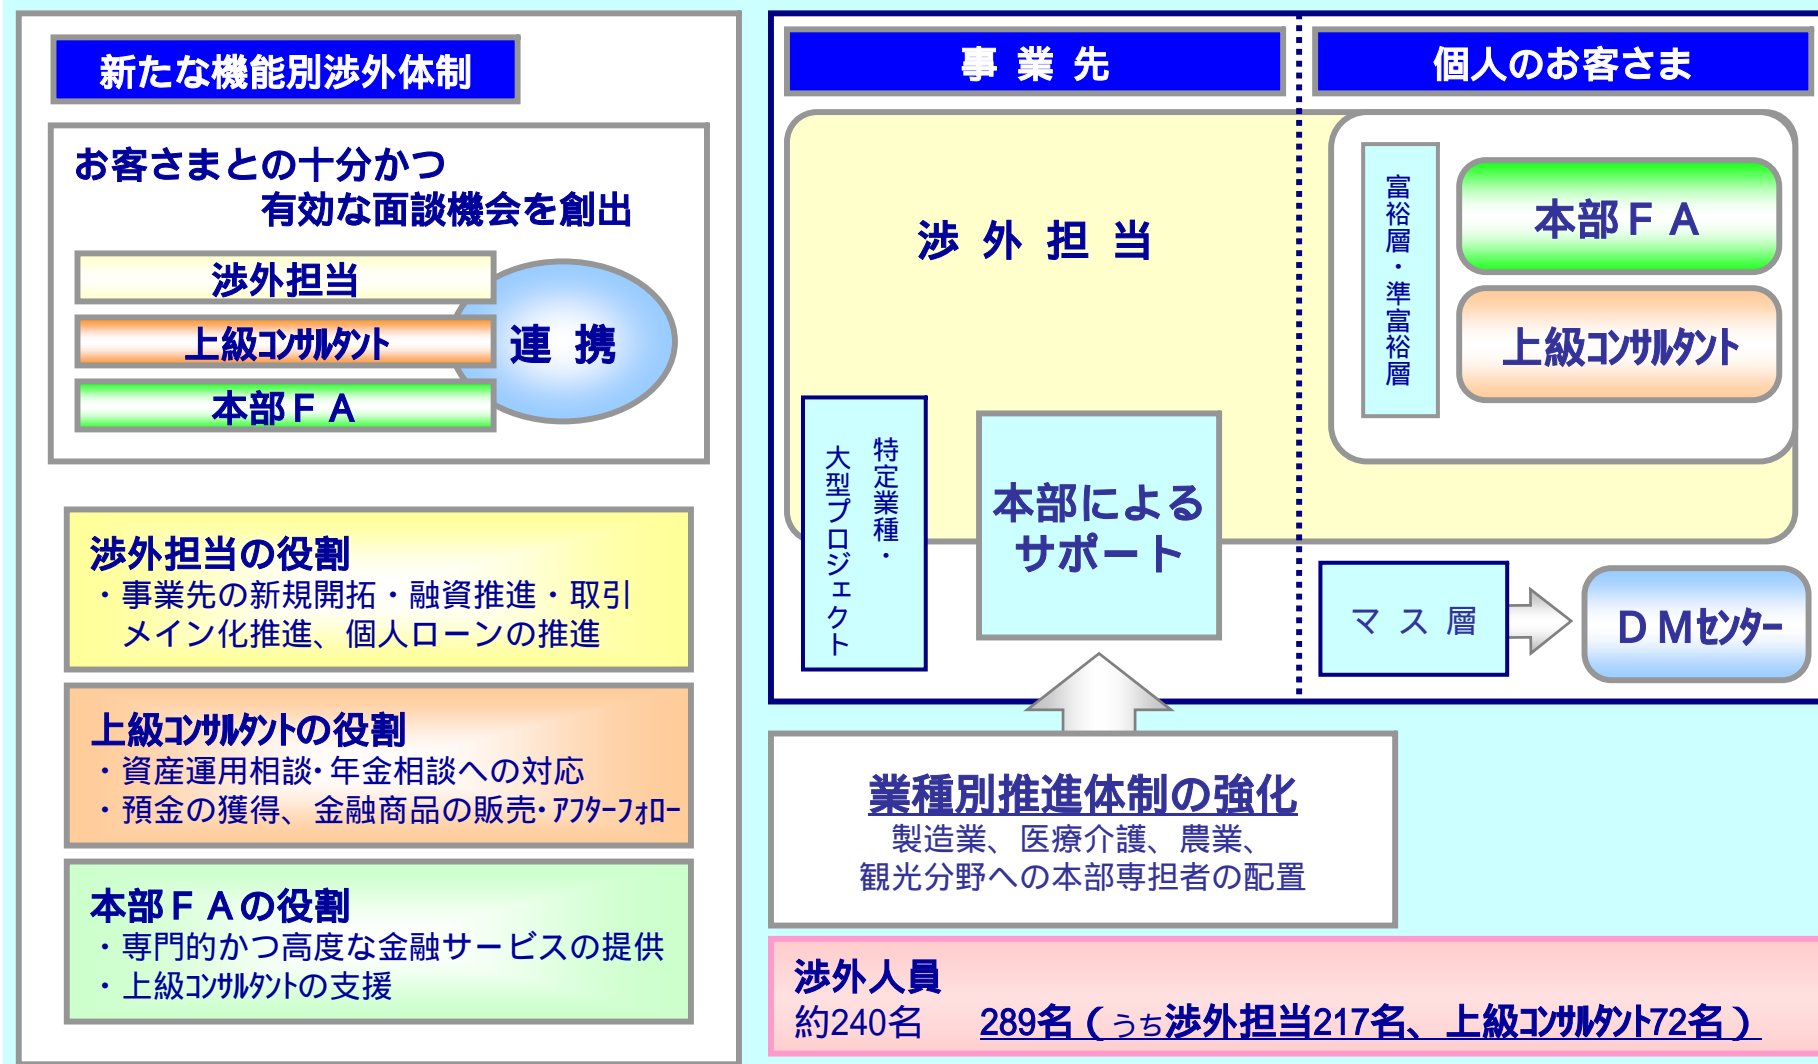 新たな機能別渉外体制
お客さまとの十分かつ
有効な面談機会を創出
渉外担当
上級ｺﾝｻﾙﾀﾝﾄ
本部ＦＡ
連 携
渉外担当の役割
・事業先の新規開拓・融資推進・取引
メイン化推進、個人ローンの推進
上級ｺﾝｻﾙﾀﾝﾄの役割
・資産運用相談・年金相談への対応
・預金の獲得、金融商品の販売・ｱﾌﾀｰﾌｫﾛｰ
本部ＦＡの役割
・専門的かつ高度な金融サービスの提供
・上級ｺﾝｻﾙﾀﾝﾄの支援
事 業 先
個人のお客さま
渉 外 担 当
富裕層・準富裕層
本部ＦＡ
上級ｺﾝｻﾙﾀﾝﾄ
特定業種・
大型プロジェクト
本部による
サポート
マ ス 層
ＤＭｾﾝﾀｰ
業種別推進体制の強化
製造業、医療介護、農業、
観光分野への本部専担者の配置
渉外人員
約240名　289名（うち渉外担当217名、上級ｺﾝｻﾙﾀﾝﾄ72名）